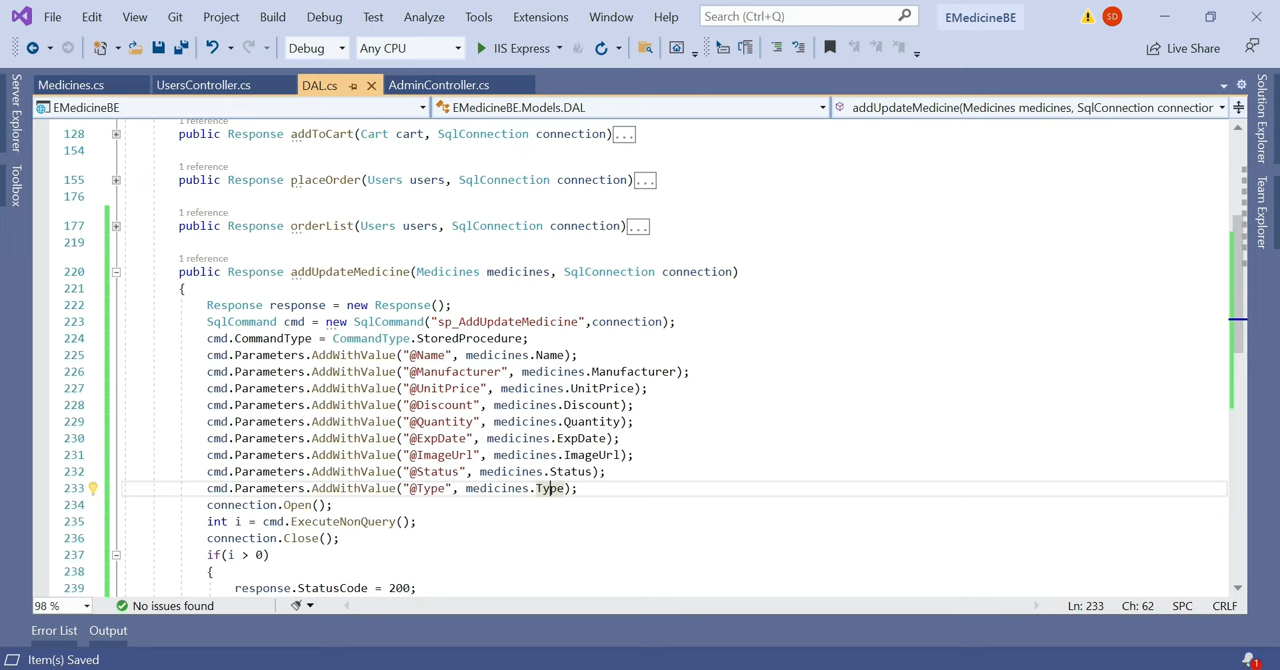 File Edit View Git Project Build Debug Test Analyze Tools Extensions Window Help Search (Ctrl+Q) EMedicineBE SD
Debug Any CPU IIS Express Live Share
Medicines.cs UsersController.cs DAL.cs AdminController.cs
EMedicineBE EMedicineBE.Models.DAL addUpdateMedicine(Medicines medicines, SqlConnection connection
Server Explorer
Toolbox
Solution Explorer
Team Explorer
1 reference
128 public Response addToCart(Cart cart, SqlConnection connection)...
154
1 reference
155 public Response placeOrder(Users users, SqlConnection connection)...
176
1 reference
177 public Response orderList(Users users, SqlConnection connection)...
219
1 reference
220 public Response addUpdateMedicine(Medicines medicines, SqlConnection connection)
221 {
222 Response response = new Response();
223 SqlCommand cmd = new SqlCommand("sp_AddUpdateMedicine",connection);
224 cmd.CommandType = CommandType.StoredProcedure;
225 cmd.Parameters.AddWithValue("@Name", medicines.Name);
226 cmd.Parameters.AddWithValue("@Manufacturer", medicines.Manufacturer);
227 cmd.Parameters.AddWithValue("@UnitPrice", medicines.UnitPrice);
228 cmd.Parameters.AddWithValue("@Discount", medicines.Discount);
229 cmd.Parameters.AddWithValue("@Quantity", medicines.Quantity);
230 cmd.Parameters.AddWithValue("@ExpDate", medicines.ExpDate);
231 cmd.Parameters.AddWithValue("@ImageUrl", medicines.ImageUrl);
232 cmd.Parameters.AddWithValue("@Status", medicines.Status);
233 cmd.Parameters.AddWithValue("@Type", medicines.Type);
234 connection.Open();
235 int i = cmd.ExecuteNonQuery();
236 connection.Close();
237 if(i > 0)
238 {
239 response.StatusCode = 200;
98 % No issues found Ln: 233 Ch: 62 SPC CRLF
Error List Output
Item(s) Saved 1